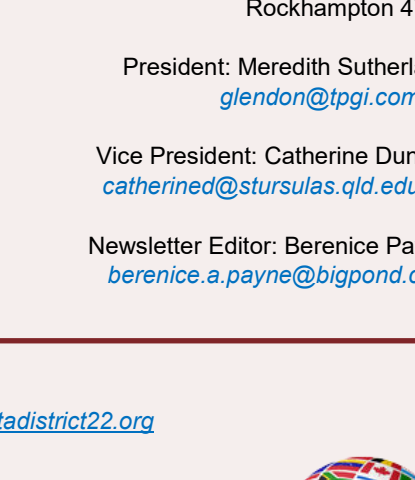 Rockhampton 4
President: Meredith Sutherl
glendon@tpgi.com
Vice President: Catherine Dun
catherined@stursulas.qld.edu
Newsletter Editor: Berenice Pa
berenice.a.payne@bigpond.c
tadistrict22.org